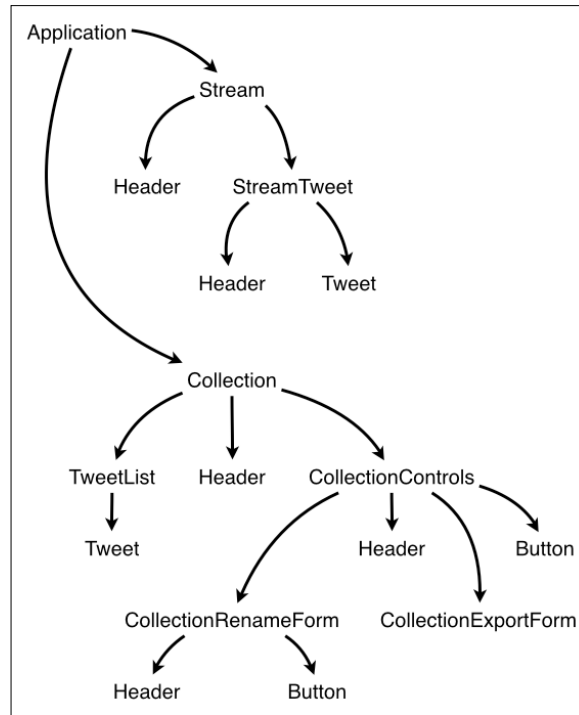 Application
Stream
Header
StreamTweet
Header
Tweet
Collection
TweetList
Header
CollectionControls
Tweet
Header
Button
CollectionRenameForm
CollectionExportForm
Header
Button